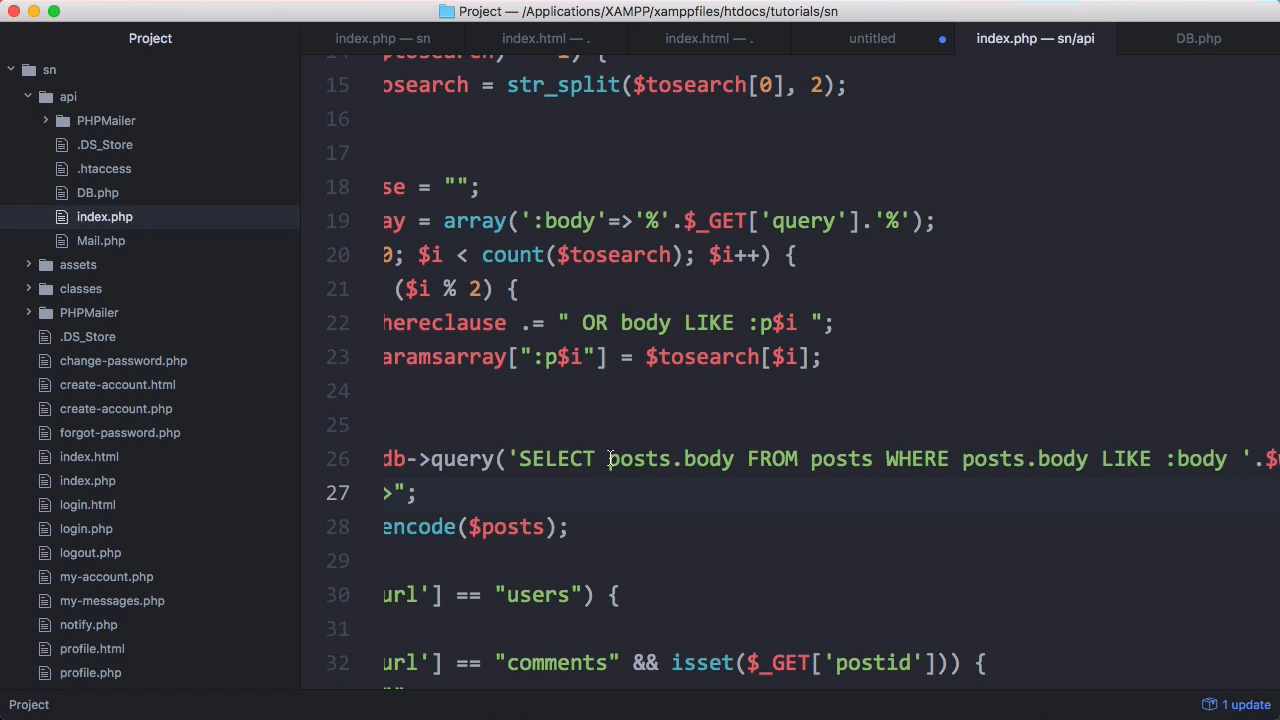 Project — /Applications/XAMPP/xamppfiles/htdocs/tutorials/sn
Project
index.php — sn
index.html — .
index.html — .
untitled
index.php — sn/api
DB.php
sn
api
PHPMailer
.DS_Store
.htaccess
DB.php
index.php
Mail.php
assets
classes
PHPMailer
.DS_Store
change-password.php
create-account.html
create-account.php
forgot-password.php
index.html
index.php
login.html
login.php
logout.php
my-account.php
my-messages.php
notify.php
profile.html
profile.php
15 osearch = str_split($tosearch[0], 2);
16
17
18 se = "";
19 ay = array(':body'=>'%'.$_GET['query'].'%');
20 0; $i < count($tosearch); $i++) {
21 ($i % 2) {
22 hereclause .= " OR body LIKE :p$i ";
23 aramsarray[":p$i"] = $tosearch[$i];
24
25
26 db->query('SELECT posts.body FROM posts WHERE posts.body LIKE :body '.$
27 >";
28 encode($posts);
29
30 url'] == "users") {
31
32 url'] == "comments" && isset($_GET['postid'])) {
Project
1 update